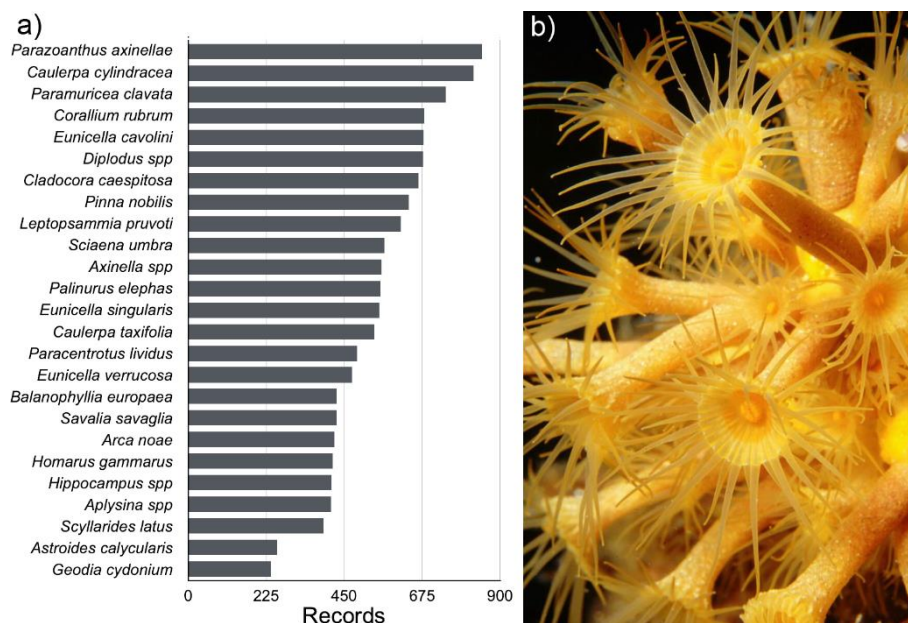 a)
Parazoanthus axinellae
Caulerpa cylindracea
Paramuricea clavata
Corallium rubrum
Eunicella cavolini
Diplodus spp
Cladocora caespitosa
Pinna nobilis
Leptopsammia pruvoti
Sciaena umbra
Axinella spp
Palinurus elephas
Eunicella singularis
Caulerpa taxifolia
Paracentrotus lividus
Eunicella verrucosa
Balanophyllia europaea
Savalia savaglia
Arca noae
Homarus gammarus
Hippocampus spp
Aplysina spp
Scyllarides latus
Astroides calycularis
Geodia cydonium
0 225 450 675 900
Records
b)